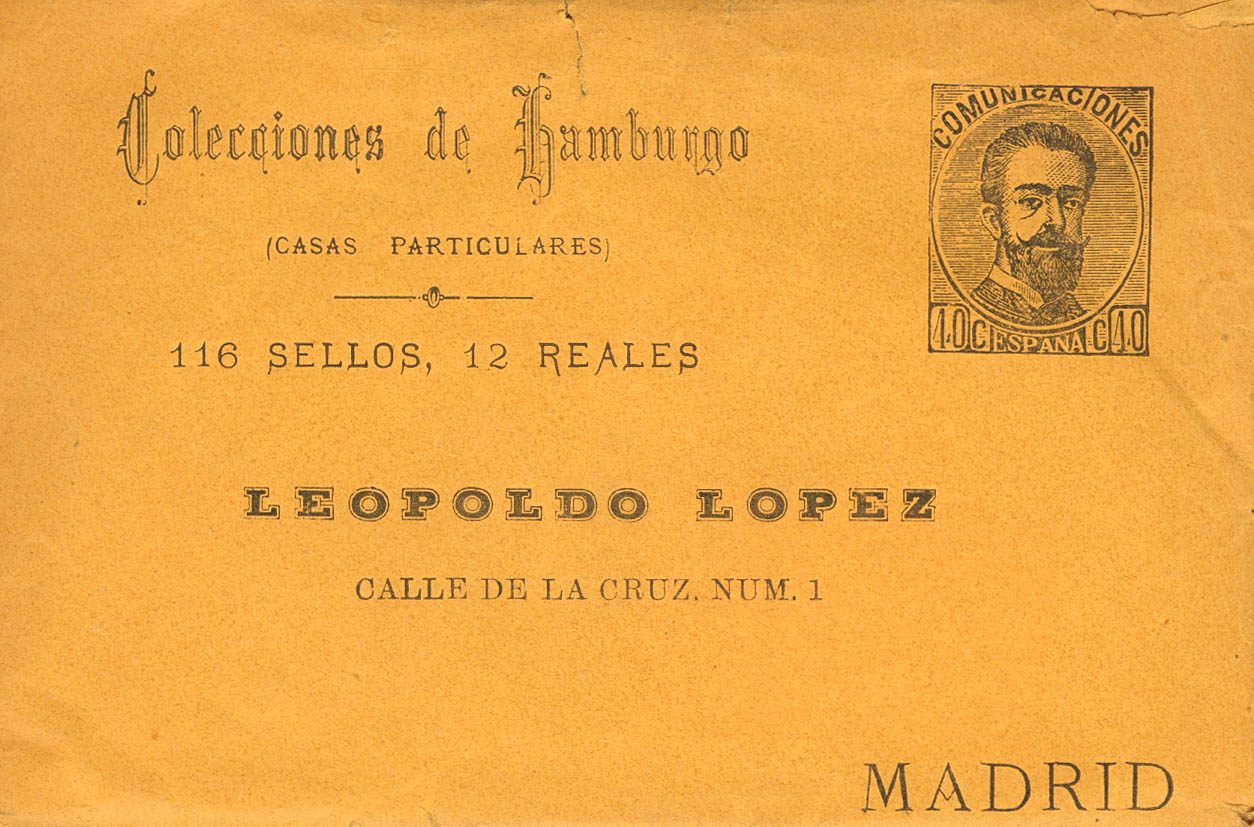 Colecciones de Hamburgo
(CASAS PARTICULARES)
116 SELLOS, 12 REALES
COMUNICACIONES
40 C ESPAÑA C 40
LEOPOLDO LOPEZ
CALLE DE LA CRUZ. NUM. 1
MADRID